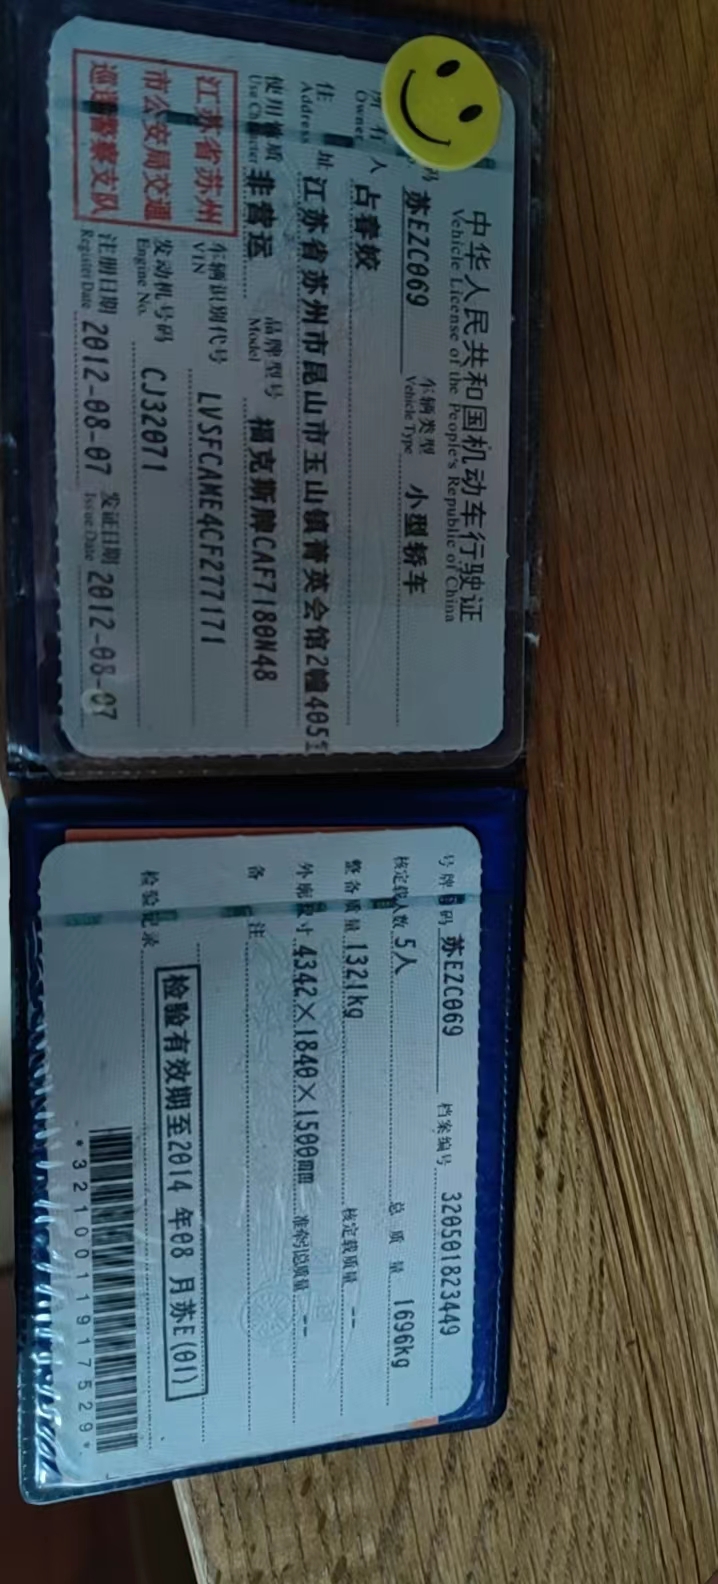 中华人民共和国机动车行驶证
Vehicle License of the People's Republic of China
码 苏EZC069 车辆类型 小型轿车
Vehicle Type
所有人 占春姣
Owner
住址 江苏省苏州市昆山市玉山镇菁英会馆2幢405室
Address
使用性质 非营运 品牌型号 福克斯牌CAF7180N48
Use Character Model
江苏省苏州
市公安局交通
巡逻警察支队
车辆识别代号 LVSFCAME4CF277171
VIN
发动机号码 CJ32071
Engine No.
注册日期 2012-08-07 发证日期 2012-08-07
Register Date Issue Date
号牌号码 苏EZC069 档案编号 320501823449
核定载人数 5人 总质量 1696kg
整备质量 1321kg 核定载质量 --
外廓尺寸 4342×1840×1500mm 准牵引总质量 --
备注
检验有效期至2014年08月苏E(01)
检验记录
*3210011917529*